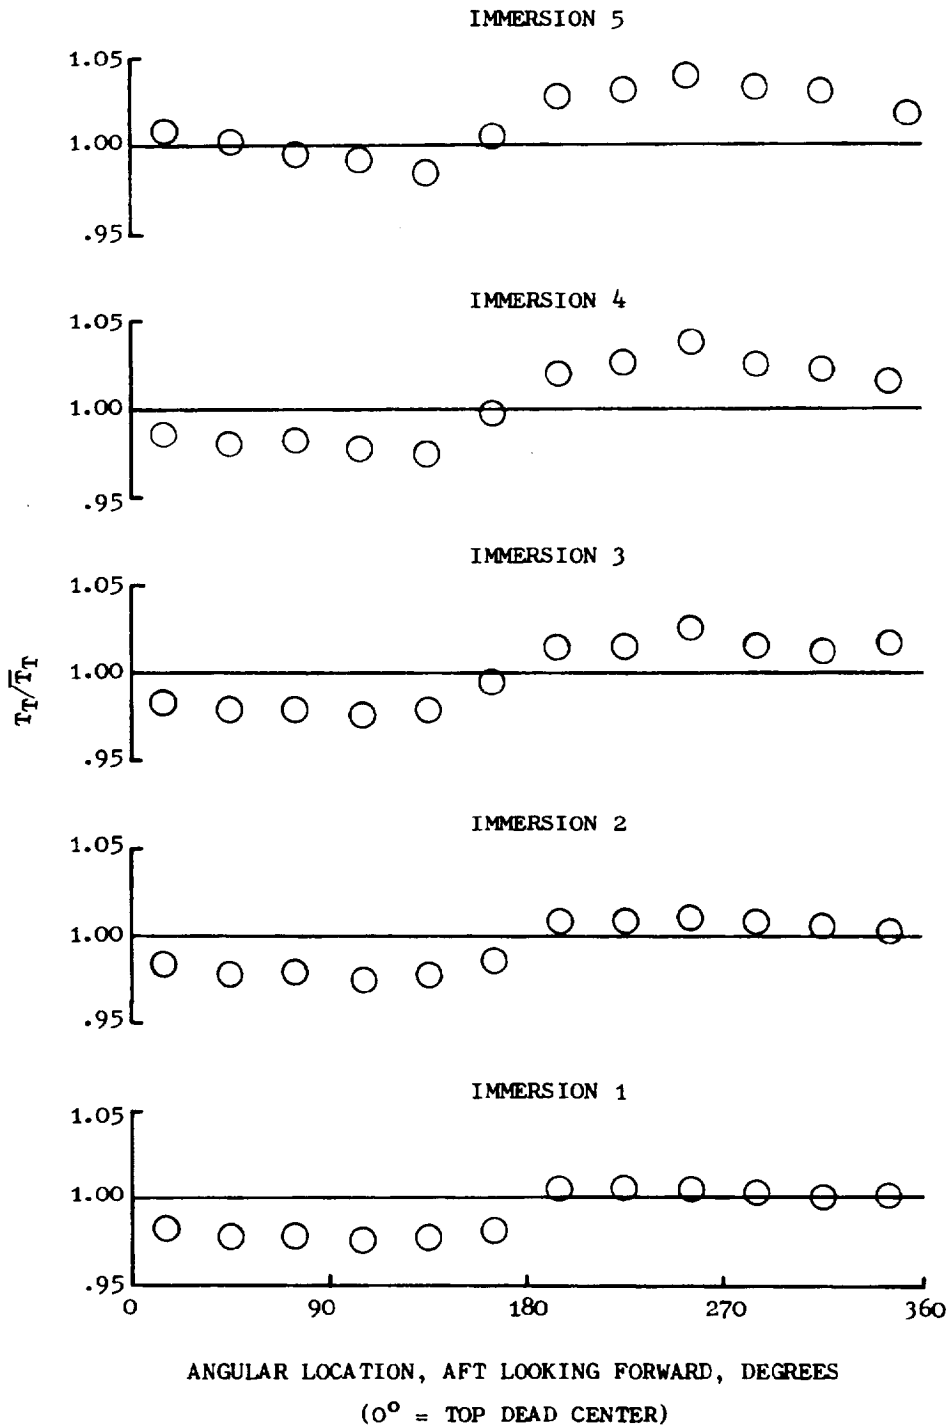 IMMERSION 5
1.05
1.00
.95
IMMERSION 4
1.05
1.00
.95
IMMERSION 3
1.05
1.00
.95
T_T/T̅_T
IMMERSION 2
1.05
1.00
.95
IMMERSION 1
1.05
1.00
.95
0 90 180 270 360
ANGULAR LOCATION, AFT LOOKING FORWARD, DEGREES
(0° = TOP DEAD CENTER)